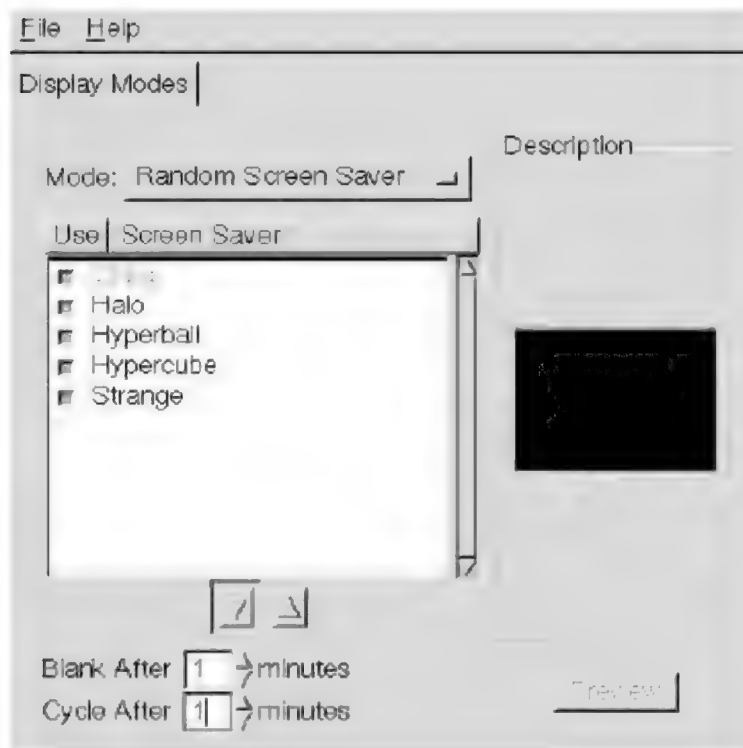 File Help
Display Modes
Description
Mode: Random Screen Saver
Use Screen Saver
Halo
Hyperball
Hypercube
Strange
Blank After 1 minutes
Cycle After 1 minutes
Preview